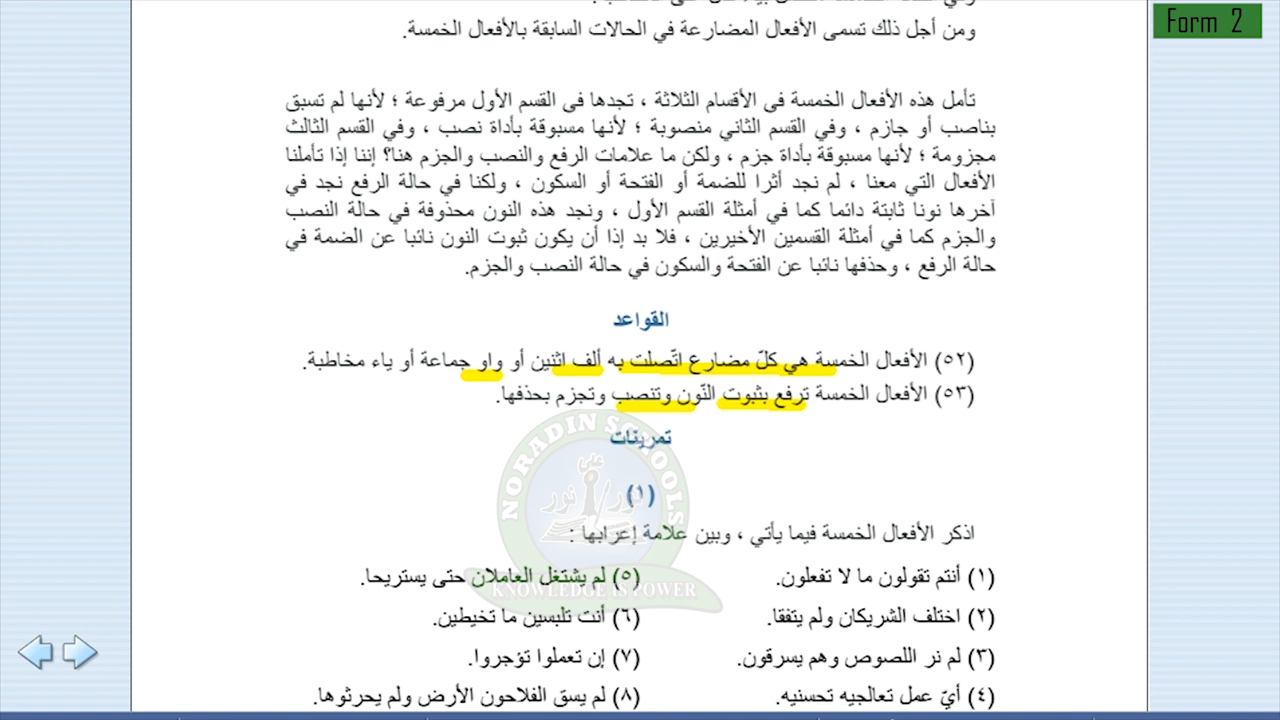 Form 2
ومن أجل ذلك تسمى الأفعال المضارعة في الحالات السابقة بالأفعال الخمسة.
تأمل هذه الأفعال الخمسة فى الأقسام الثلاثة ، تجدها فى القسم الأول مرفوعة ؛ لأنها لم تسبق
بناصب أو جازم ، وفي القسم الثاني منصوبة ؛ لأنها مسبوقة بأداة نصب ، وفي القسم الثالث
مجزومة ؛ لأنها مسبوقة بأداة جزم ، ولكن ما علامات الرفع والنصب والجزم هنا؟ إننا إذا تأملنا
الأفعال التي معنا ، لم نجد أثرا للضمة أو الفتحة أو السكون ، ولكنا في حالة الرفع نجد في
آخرها نونا ثابتة دائما كما في أمثلة القسم الأول ، ونجد هذه النون محذوفة في حالة النصب
والجزم كما في أمثلة القسمين الأخيرين ، فلا بد إذا أن يكون ثبوت النون نائبا عن الضمة في
حالة الرفع ، وحذفها نائبا عن الفتحة والسكون في حالة النصب والجزم.
القواعد
(٥٢) الأفعال الخمسة هي كلّ مضارع اتّصلت به ألف اثنين أو واو جماعة أو ياء مخاطبة.
(٥٣) الأفعال الخمسة ترفع بثبوت النّون وتنصب وتجزم بحذفها.
تمرينات
(١)
اذكر الأفعال الخمسة فيما يأتي ، وبين علامة إعرابها :
(١) أنتم تقولون ما لا تفعلون.
(٥) لم يشتغل العاملان حتى يستريحا.
(٢) اختلف الشريكان ولم يتفقا.
(٦) أنت تلبسين ما تخيطين.
(٣) لم نر اللصوص وهم يسرقون.
(٧) إن تعملوا تؤجروا.
(٤) أيّ عمل تعالجيه تحسنيه.
(٨) لم يسق الفلاحون الأرض ولم يحرثوها.
NORADIN SCHOOLS
على
نور نور
KNOWLEDGE IS POWER